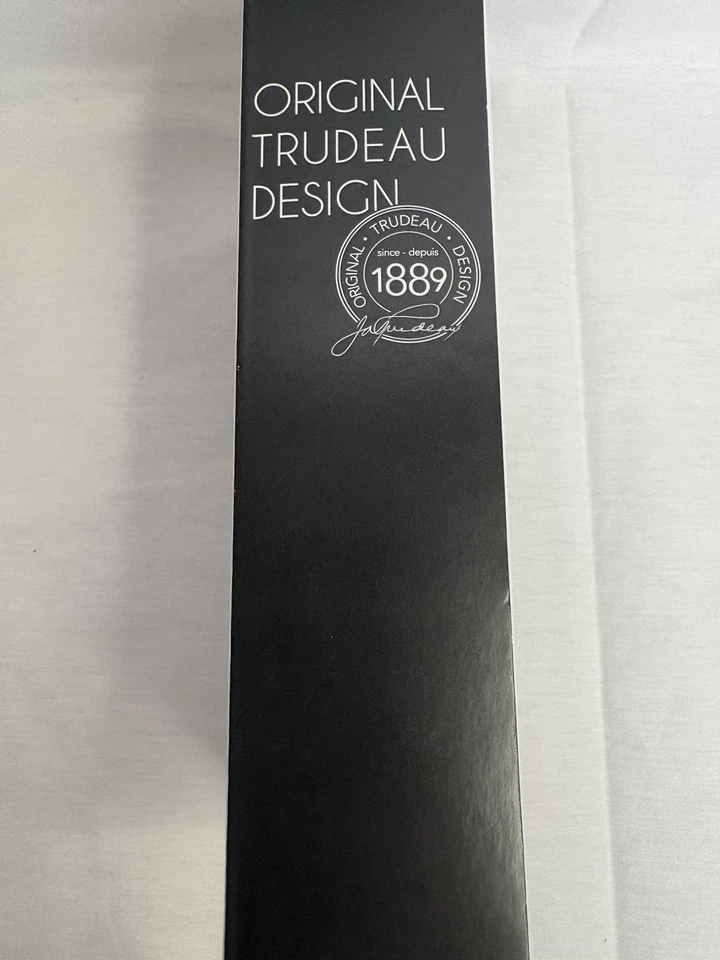 ORIGINAL
TRUDEAU
DESIGN
ORIGINAL • TRUDEAU • DESIGN
since - depuis
1889